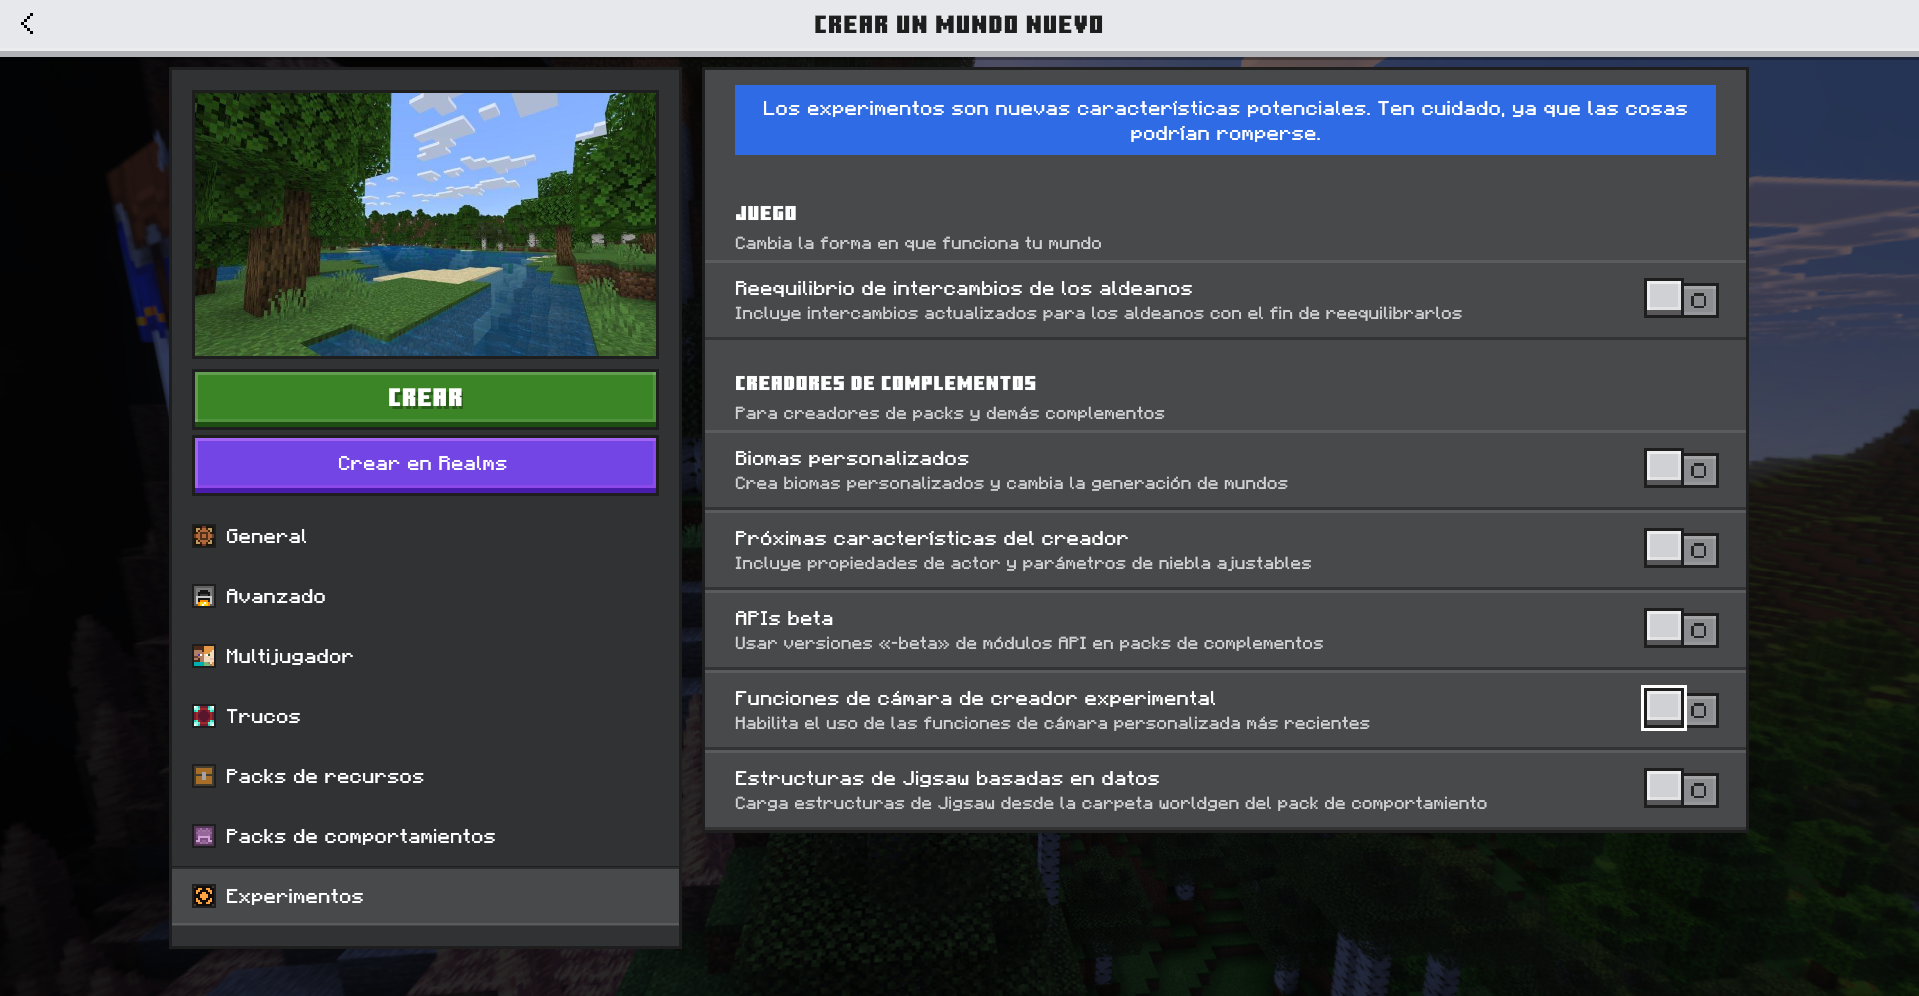 CREAR UN MUNDO NUEVO
Los experimentos son nuevas características potenciales. Ten cuidado, ya que las cosas
podrían romperse.
JUEGO
Cambia la forma en que funciona tu mundo
Reequilibrio de intercambios de los aldeanos
Incluye intercambios actualizados para los aldeanos con el fin de reequilibrarlos
CREADORES DE COMPLEMENTOS
Para creadores de packs y demás complementos
Biomas personalizados
Crea biomas personalizados y cambia la generación de mundos
Próximas características del creador
Incluye propiedades de actor y parámetros de niebla ajustables
APIs beta
Usar versiones «-beta» de módulos API en packs de complementos
Funciones de cámara de creador experimental
Habilita el uso de las funciones de cámara personalizada más recientes
Estructuras de Jigsaw basadas en datos
Carga estructuras de Jigsaw desde la carpeta worldgen del pack de comportamiento
CREAR
Crear en Realms
General
Avanzado
Multijugador
Trucos
Packs de recursos
Packs de comportamientos
Experimentos